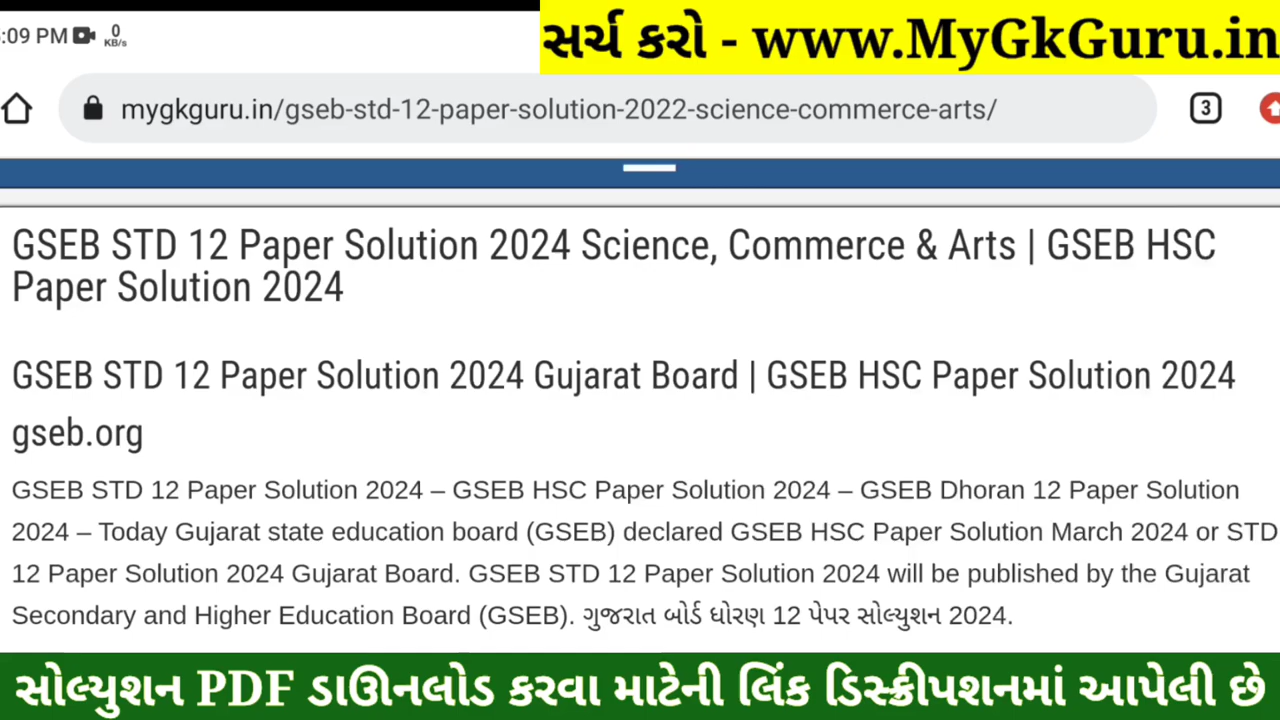 :09 PM 0 KB/s
સર્ચ કરો - www.MyGkGuru.in
mygkguru.in/gseb-std-12-paper-solution-2022-science-commerce-arts/ 3
GSEB STD 12 Paper Solution 2024 Science, Commerce & Arts | GSEB HSC
Paper Solution 2024
GSEB STD 12 Paper Solution 2024 Gujarat Board | GSEB HSC Paper Solution 2024
gseb.org
GSEB STD 12 Paper Solution 2024 – GSEB HSC Paper Solution 2024 – GSEB Dhoran 12 Paper Solution
2024 – Today Gujarat state education board (GSEB) declared GSEB HSC Paper Solution March 2024 or STD
12 Paper Solution 2024 Gujarat Board. GSEB STD 12 Paper Solution 2024 will be published by the Gujarat
Secondary and Higher Education Board (GSEB). ગુજરાત બોર્ડ ધોરણ 12 પેપર સોલ્યુશન 2024.
સોલ્યુશન PDF ડાઊનલોડ કરવા માટેની લિંક ડિસ્ક્રીપશનમાં આપેલી છે